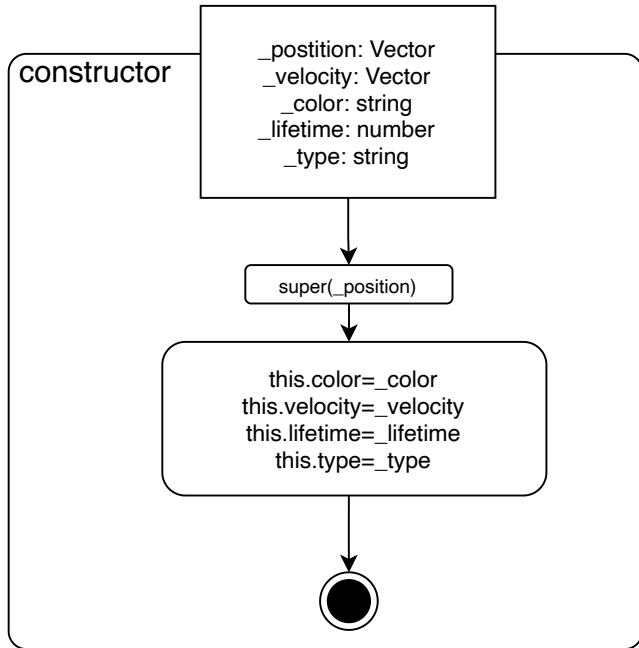 constructor
_postition: Vector
_velocity: Vector
_color: string
_lifetime: number
_type: string
super(_position)
this.color=_color
this.velocity=_velocity
this.lifetime=_lifetime
this.type=_type